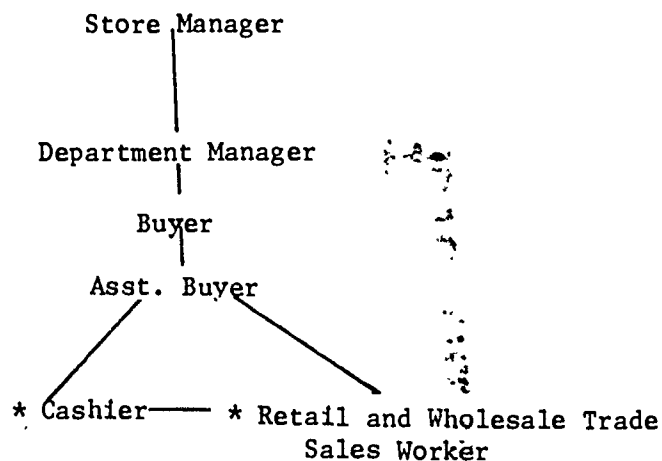 Store Manager
Department Manager
Buyer
Asst. Buyer
* Cashier
* Retail and Wholesale Trade
Sales Worker